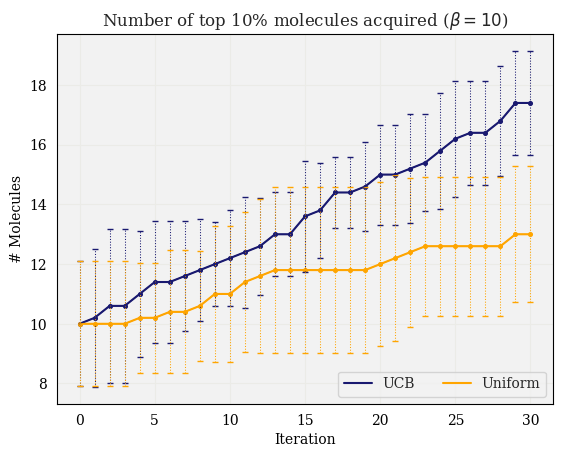 Number of top 10% molecules acquired (β = 10)
# Molecules
18
16
14
12
10
8
0 5 10 15 20 25 30
Iteration
UCB Uniform